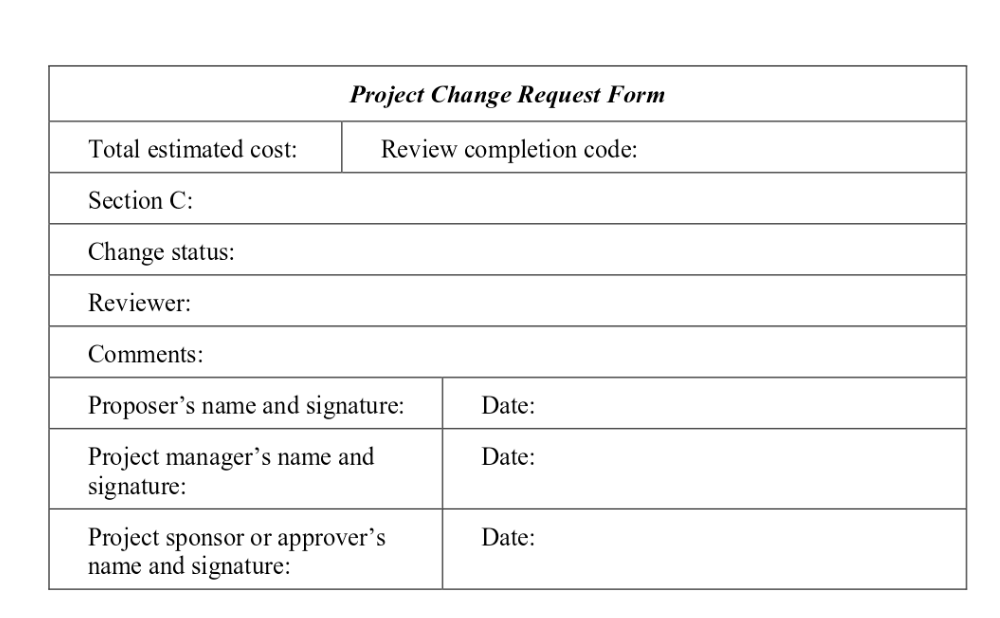 Project Change Request Form
Total estimated cost:
Review completion code:
Section C:
Change status:
Reviewer:
Comments:
Proposer’s name and signature:
Date:
Project manager’s name and
signature:
Date:
Project sponsor or approver’s
name and signature:
Date: